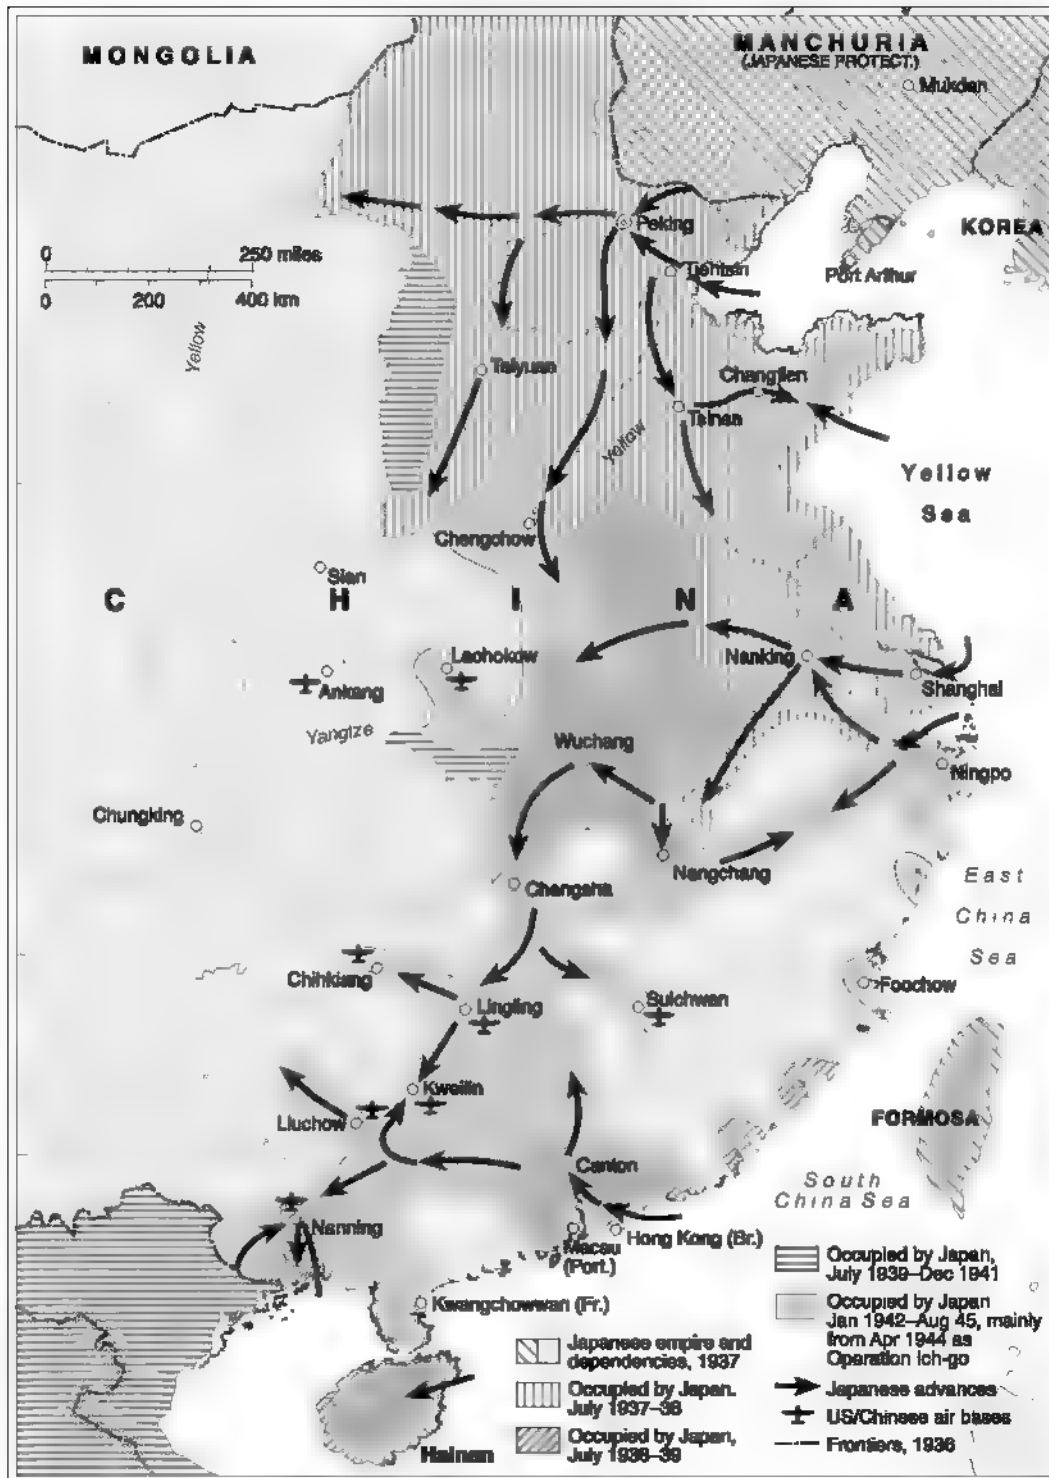 MONGOLIA
MANCHURIA
(JAPANESE PROTECT.)
Mukden
Peking
KOREA
0 250 miles
0 200 400 km
Tientsin
Port Arthur
Yellow
Taiyuan
Changtien
Tsinan
Yellow
Yellow
Sea
Chengchow
Sian
C H I N A
Laohokow
Nanking
Ankang
Shanghai
Yangtze
Wuchang
Ningpo
Chungking
Nangchang
Changsha
East
China
Sea
Chihkiang
Suichwan
Foochow
Lingling
Kweilin
Liuchow
FORMOSA
Canton
South
China Sea
Nanning
Hong Kong (Br.)
Macau
(Port.)
Kwangchowwan (Fr.)
Hainan
Japanese empire and
dependencies, 1937
Occupied by Japan.
July 1937–38
Occupied by Japan,
July 1938–39
Occupied by Japan,
July 1939–Dec 1941
Occupied by Japan
Jan 1942–Aug 45, mainly
from Apr 1944 as
Operation Ich-go
Japanese advances
US/Chinese air bases
Frontiers, 1936